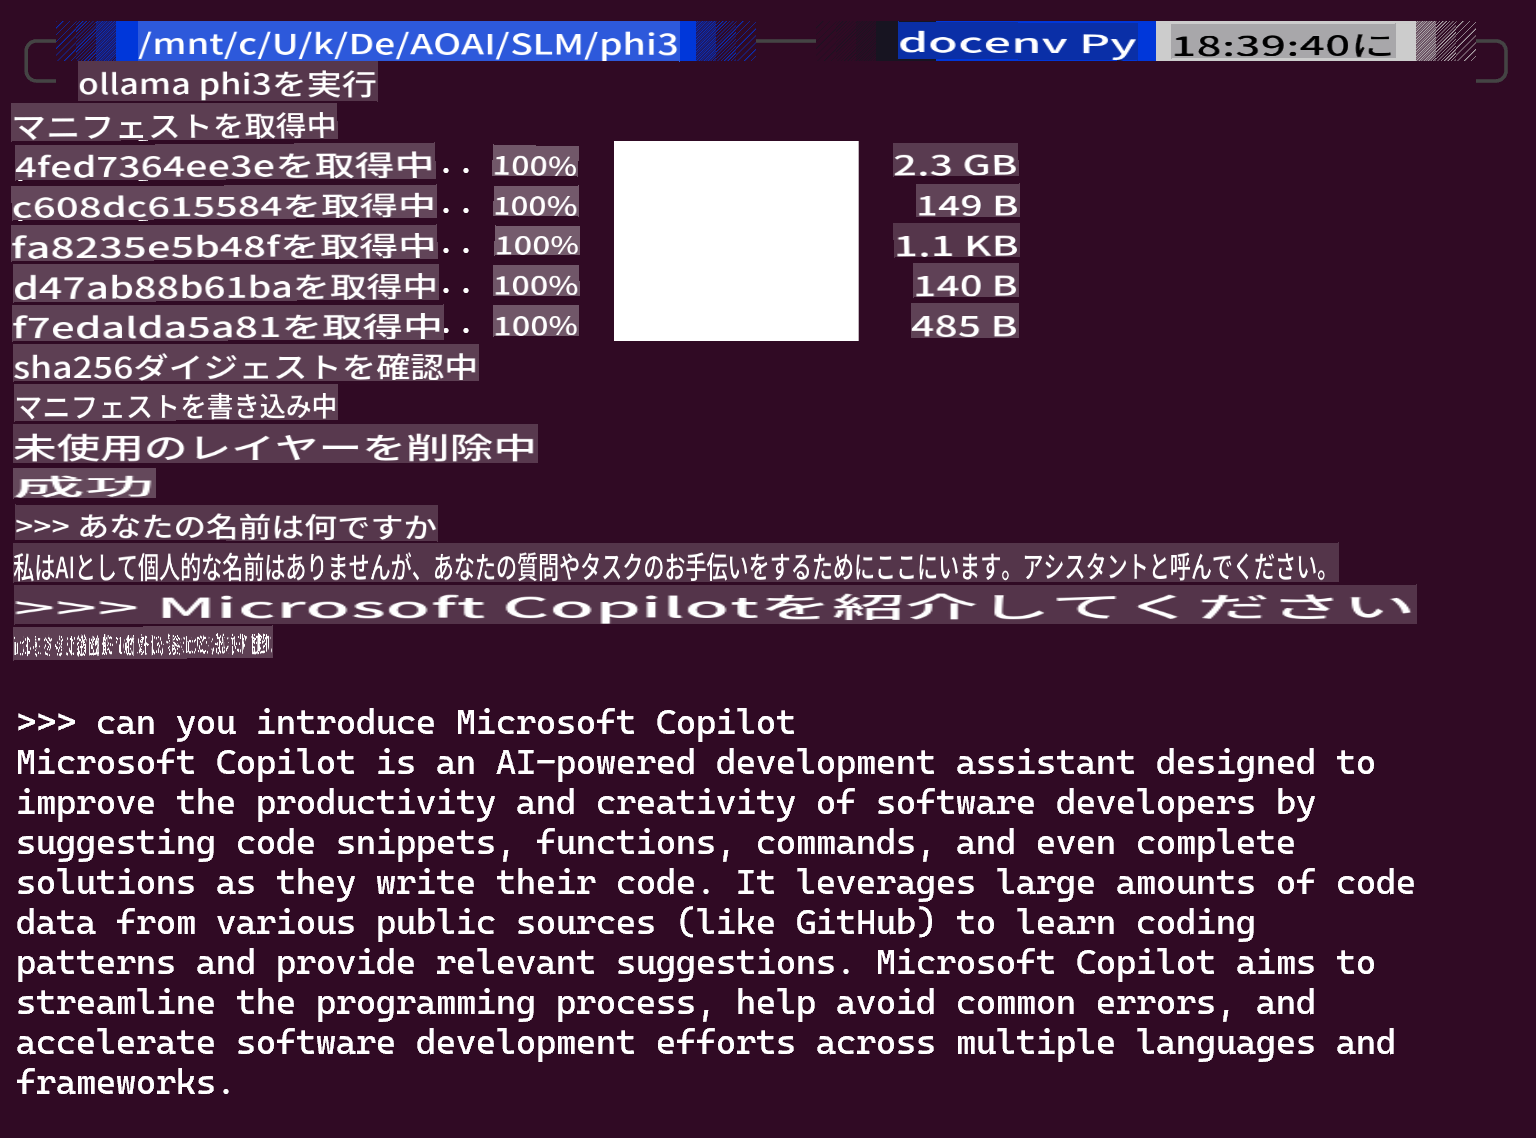 /mnt/c/U/k/De/AOAI/SLM/phi3 docenv Py 18:39:40に
ollama phi3を実行
マニフェストを取得中
4fed7364ee3eを取得中.. 100% 2.3 GB
c608dc615584を取得中.. 100% 149 B
fa8235e5b48fを取得中.. 100% 1.1 KB
d47ab88b61baを取得中.. 100% 140 B
f7edalda5a81を取得中.. 100% 485 B
sha256ダイジェストを確認中
マニフェストを書き込み中
未使用のレイヤーを削除中
成功
>>> あなたの名前は何ですか
私はAIとして個人的な名前はありませんが、あなたの質問やタスクのお手伝いをするためにここにいます。アシスタントと呼んでください。
>>> Microsoft Copilotを紹介してください
>>> can you introduce Microsoft Copilot
Microsoft Copilot is an AI-powered development assistant designed to
improve the productivity and creativity of software developers by
suggesting code snippets, functions, commands, and even complete
solutions as they write their code. It leverages large amounts of code
data from various public sources (like GitHub) to learn coding
patterns and provide relevant suggestions. Microsoft Copilot aims to
streamline the programming process, help avoid common errors, and
accelerate software development efforts across multiple languages and
frameworks.